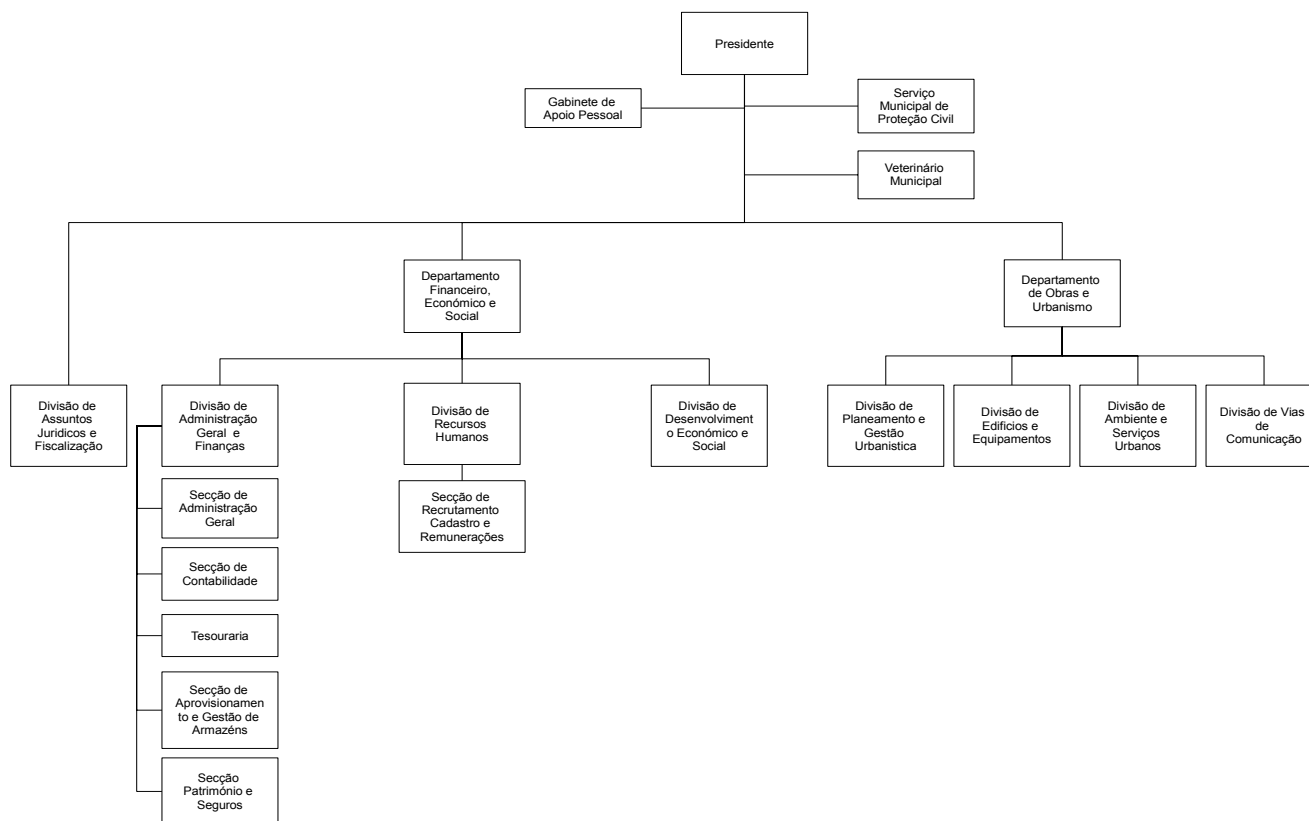 Presidente
Gabinete de
Apoio Pessoal
Serviço
Municipal de
Proteção Civil
Veterinário
Municipal
Departamento
Financeiro,
Económico e
Social
Departamento
de Obras e
Urbanismo
Divisão de
Assuntos
Juridicos e
Fiscalização
Divisão de
Administração
Geral e
Finanças
Divisão de
Recursos
Humanos
Divisão de
Desenvolviment
o Económico e
Social
Divisão de
Planeamento e
Gestão
Urbanistica
Divisão de
Edificios e
Equipamentos
Divisão de
Ambiente e
Serviços
Urbanos
Divisão de Vias
de
Comunicação
Secção de
Administração
Geral
Secção de
Recrutamento
Cadastro e
Remunerações
Secção de
Contabilidade
Tesouraria
Secção de
Aprovisionamen
to e Gestão de
Armazéns
Secção
Património e
Seguros